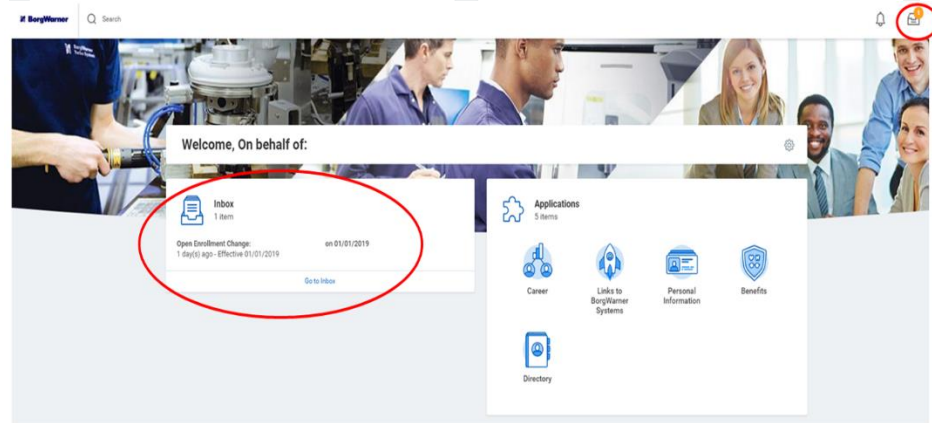 BorgWarner
Search
1
Welcome, On behalf of:
Inbox
1 item
Open Enrollment Change: on 01/01/2019
1 day(s) ago - Effective 01/01/2019
Go to Inbox
Applications
5 items
Career
Links to
BorgWarner
Systems
Personal
Information
Benefits
Directory